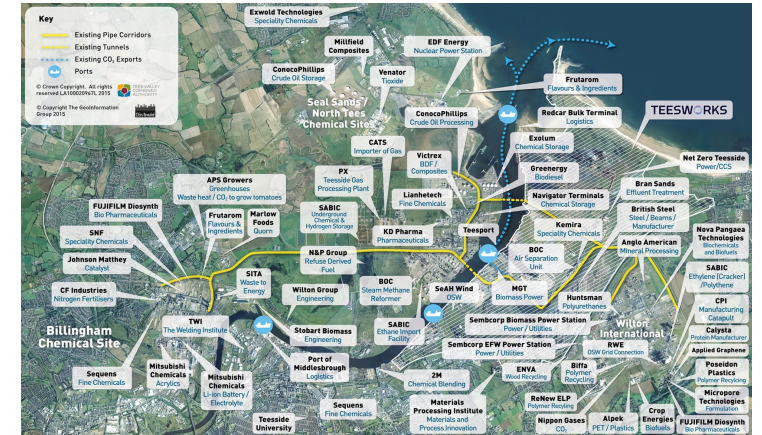 Key
Existing Pipe Corridors
Existing Tunnels
Existing CO₂ Exports
Ports
© Crown Copyright. All rights
reserved LA100020967L 2015
TEES VALLEY
COMBINED
AUTHORITY
© Copyright The GeoInformation
Group 2015
Exwold Technologies
Speciality Chemicals
Millfield
Composites
EDF Energy
Nuclear Power Station
ConocoPhillips
Crude Oil Storage
Venator
Tioxide
Frutarom
Flavours & Ingredients
Seal Sands /
North Tees
Chemical Site
ConocoPhillips
Crude Oil Processing
Redcar Bulk Terminal
Logistics
TEESWORKS
CATS
Importer of Gas
Exolum
Chemical Storage
Victrex
BDF /
Composites
Net Zero Teesside
Power/CCS
PX
Teesside Gas
Processing Plant
Greenergy
Biodiesel
Bran Sands
Effluent Treatment
APS Growers
Greenhouses
Waste heat / CO₂ to grow tomatoes
Lianhetech
Fine Chemicals
Navigator Terminals
Chemical Storage
FUJIFILM Diosynth
Bio Pharmaceuticals
SABIC
Underground
Chemical &
Hydrogen Storage
British Steel
Steel / Beams /
Manufacturer
Frutarom
Flavours &
Ingredients
Marlow
Foods
Quorn
KD Pharma
Pharmaceuticals
Teesport
Kemira
Speciality Chemicals
Nova Pangaea
Technologies
Biochemicals
and Biofuels
SNF
Speciality Chemicals
Anglo American
Mineral Processing
N&P Group
Refuse Derived
Fuel
BOC
Air Separation
Unit
Johnson Matthey
Catalyst
SABIC
Ethylene (Cracker)
/Polythene
SITA
Waste to
Energy
BOC
Steam Methane
Reformer
SeAH Wind
OSW
MGT
Biomass Power
CF Industries
Nitrogen Fertilisers
Wilton Group
Engineering
Huntsman
Polyurethanes
CPI
Manufacturing
Catapult
Billingham
Chemical Site
TWI
The Welding Institute
Stobart Biomass
Engineering
SABIC
Ethane Import
Facility
Sembcorp Biomass Power Station
Power / Utilities
Wilton
International
Calysta
Protein Manufacturer
Sembcorp EFW Power Station
Power / Utilities
RWE
OSW Grid Connection
Applied Graphene
Port of
Middlesbrough
Logistics
Sequens
Fine Chemicals
Mitsubishi
Chemicals
Acrylics
Mitsubishi
Chemicals
Li-ion Battery /
Electrolyte
2M
Chemical Blending
ENVA
Wood Recycling
Biffa
Polymer
Recycling
Poseidon
Plastics
Polymer Recylcing
ReNew ELP
Polymer Recyling
Micropore
Technologies
Formulation
Teesside
University
Sequens
Fine Chemicals
Materials
Processing Institute
Materials and
Process Innovation
Nippon Gases
CO₂
Alpek
PET / Plastics
Crop
Energies
Biofuels
FUJIFILM Diosynth
Bio Pharmaceuticals